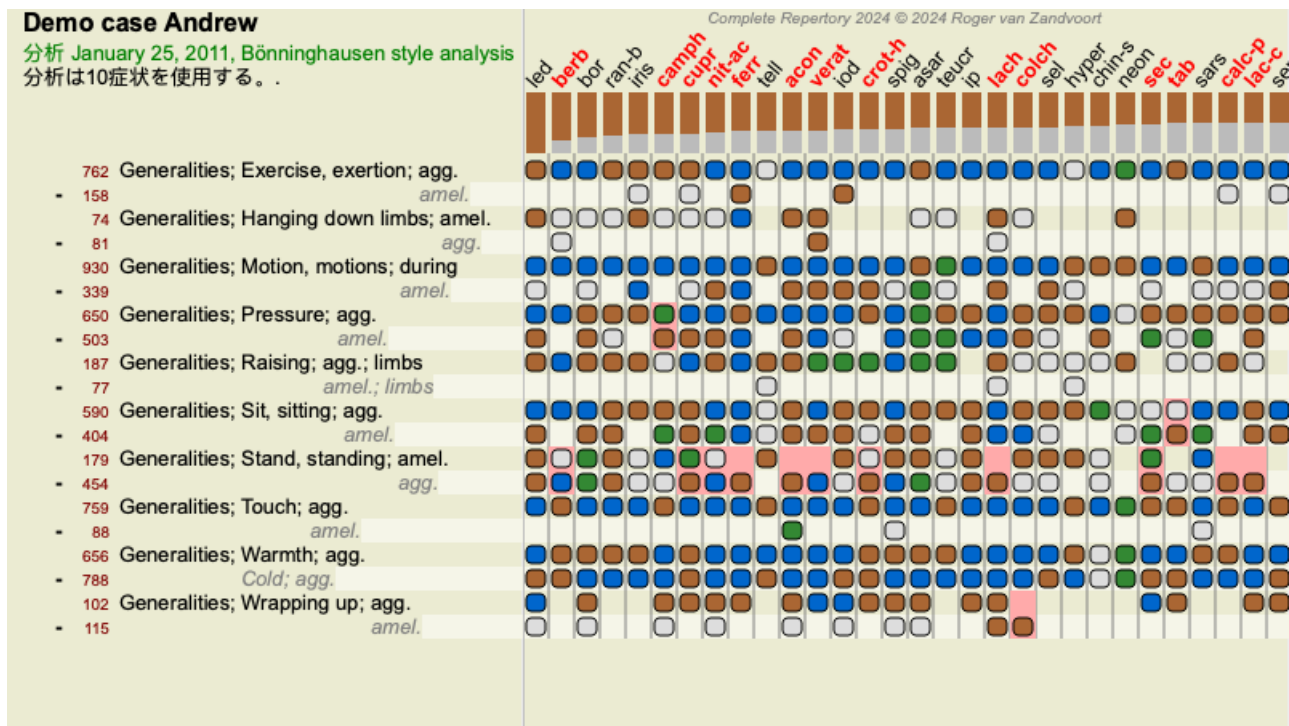 Demo case Andrew
Complete Repertory 2024 © 2024 Roger van Zandvoort
分析 January 25, 2011, Bönninghausen style analysis
分析は10症状を使用する。.
led berb bor ran-b iris camph cupr nit-ac ferr tell acon verat iod crot-h spig asar teucr ip lach colch sel hyper chin-s neon sec tab sars calc-p lac-c
762 Generalities; Exercise, exertion; agg.
- 158 amel.
74 Generalities; Hanging down limbs; amel.
- 81 agg.
930 Generalities; Motion, motions; during
- 339 amel.
650 Generalities; Pressure; agg.
- 503 amel.
187 Generalities; Raising; agg.; limbs
- 77 amel.; limbs
590 Generalities; Sit, sitting; agg.
- 404 amel.
179 Generalities; Stand, standing; amel.
- 454 agg.
759 Generalities; Touch; agg.
- 88 amel.
656 Generalities; Warmth; agg.
- 788 Cold; agg.
102 Generalities; Wrapping up; agg.
- 115 amel.